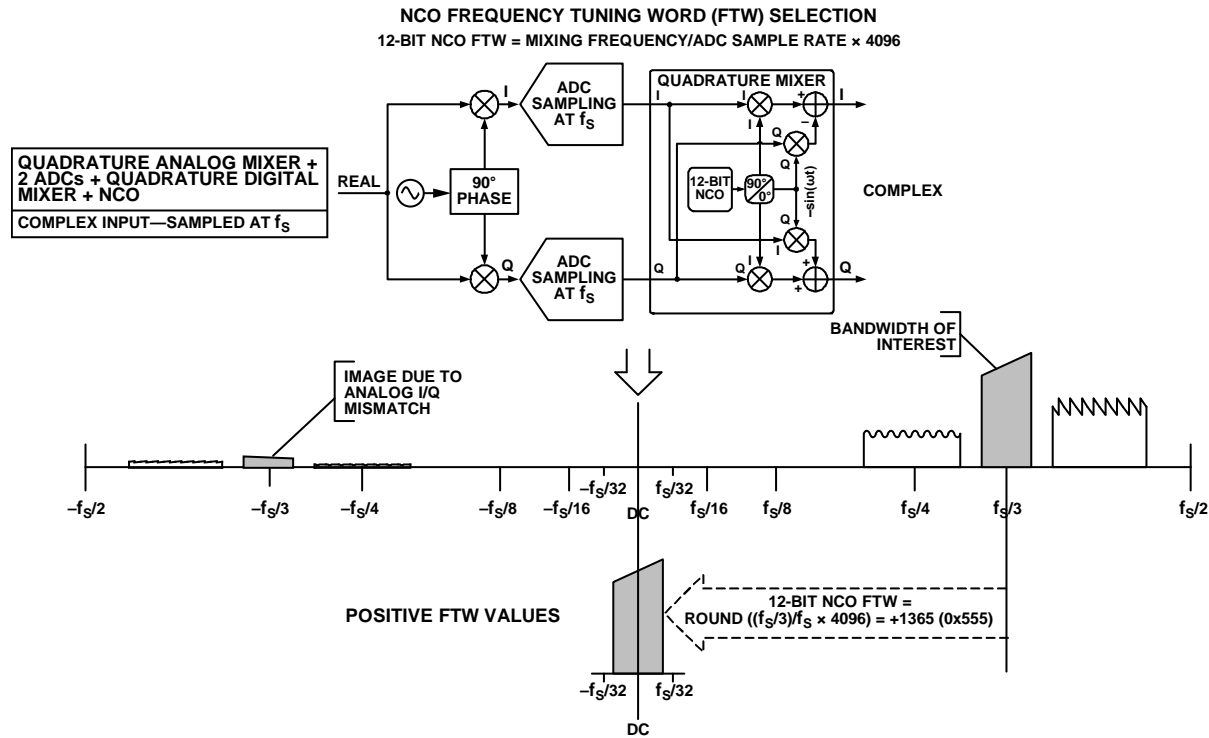 NCO FREQUENCY TUNING WORD (FTW) SELECTION
12-BIT NCO FTW = MIXING FREQUENCY/ADC SAMPLE RATE × 4096
QUADRATURE ANALOG MIXER +
2 ADCs + QUADRATURE DIGITAL
MIXER + NCO
COMPLEX INPUT—SAMPLED AT fS
REAL
90°
PHASE
I
Q
ADC
SAMPLING
AT fS
ADC
SAMPLING
AT fS
QUADRATURE MIXER
I
I
I
+
–
I
Q
Q
12-BIT
NCO
90°
0°
–sin(ωt)
Q
I
I
Q
Q
+
+
Q
COMPLEX
BANDWIDTH OF
INTEREST
IMAGE DUE TO
ANALOG I/Q
MISMATCH
–fS/2
–fS/3
–fS/4
–fS/8
–fS/16
–fS/32
DC
fS/32
fS/16
fS/8
fS/4
fS/3
fS/2
POSITIVE FTW VALUES
12-BIT NCO FTW =
ROUND ((fS/3)/fS × 4096) = +1365 (0x555)
–fS/32
fS/32
DC